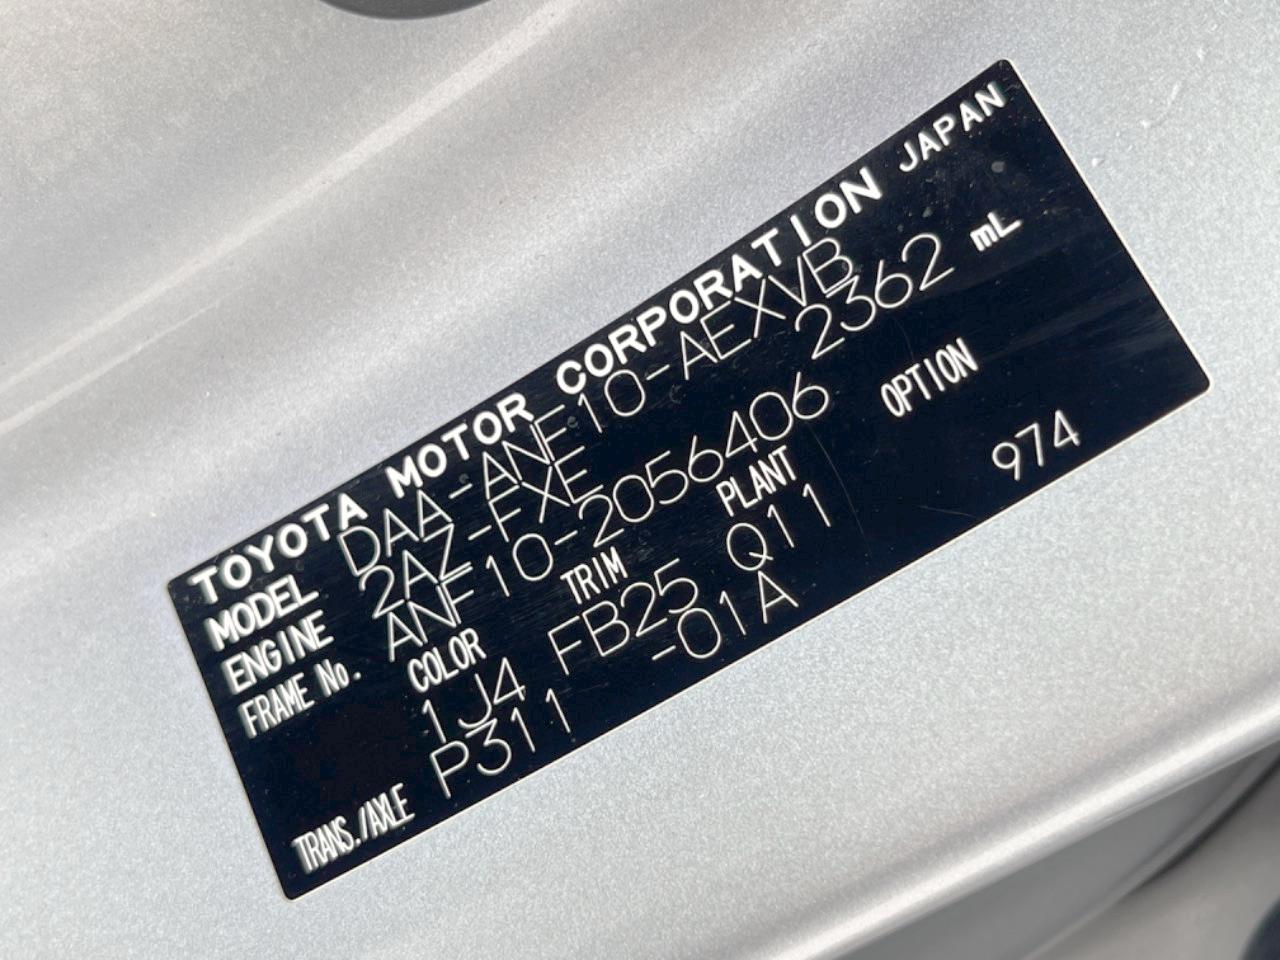 TOYOTA MOTOR CORPORATION JAPAN
MODEL DAA-ANF10-AEXVB
ENGINE 2AZ-FXE 2362 mL
FRAME No. ANF10-2056406
COLOR TRIM PLANT OPTION
1J4 FB25 Q11 974
TRANS./AXLE P311 -01A